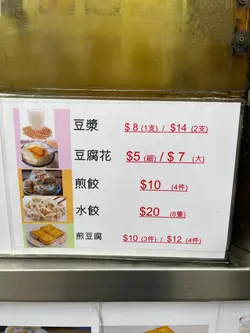 豆漿 $8 (1支) / $14 (2支)
豆腐花 $5 (細) / $7 (大)
煎餃 $10 (4件)
水餃 $20 (8隻)
煎豆腐 $10 (3件) / $12 (4件)